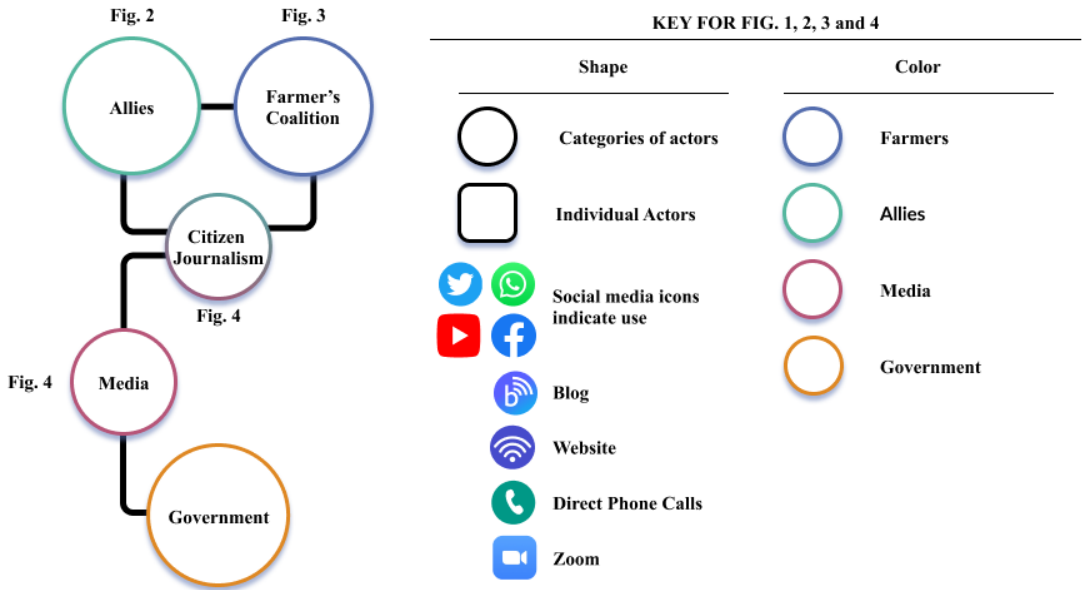 Fig. 2
Fig. 3
Allies
Farmer’s
Coalition
Citizen
Journalism
Fig. 4
Fig. 4
Media
Government
KEY FOR FIG. 1, 2, 3 and 4
Shape
Color
Categories of actors
Farmers
Individual Actors
Allies
Social media icons
indicate use
Media
Government
b
Blog
Website
Direct Phone Calls
Zoom